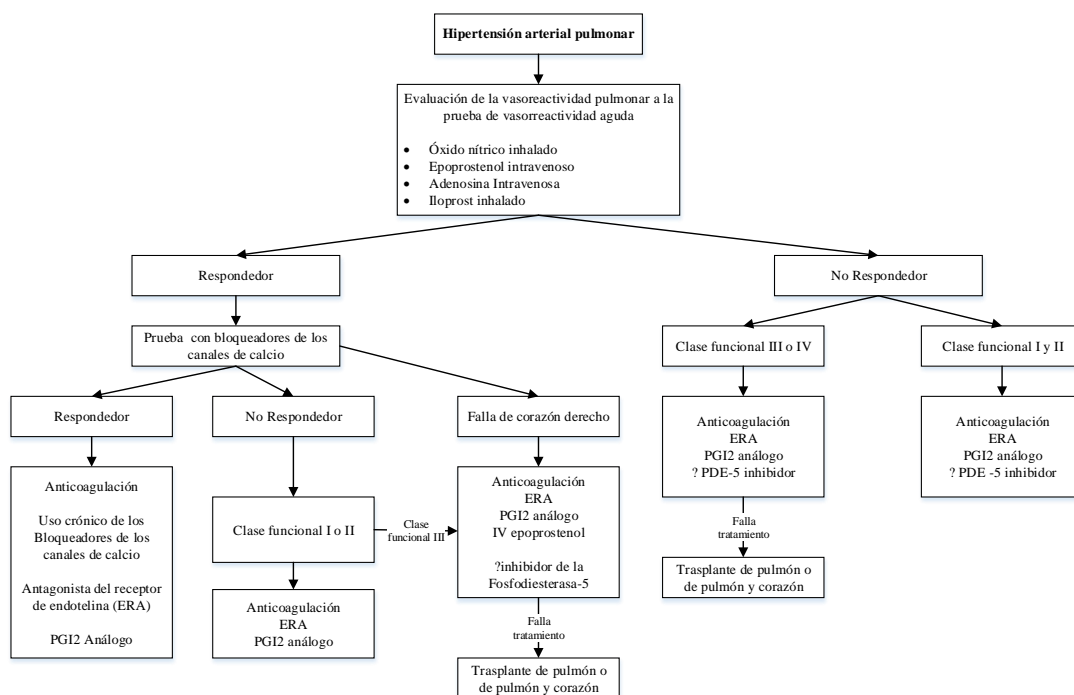 Hipertensión arterial pulmonar
Evaluación de la vasoreactividad pulmonar a la
prueba de vasorreactividad aguda
• Óxido nítrico inhalado
• Epoprostenol intravenoso
• Adenosina Intravenosa
• Iloprost inhalado
Respondedor
No Respondedor
Prueba con bloqueadores de los
canales de calcio
Clase funcional III o IV
Clase funcional I y II
Respondedor
No Respondedor
Falla de corazón derecho
Anticoagulación
ERA
PGI2 análogo
? PDE-5 inhibidor
Anticoagulación
ERA
PGI2 análogo
? PDE -5 inhibidor
Anticoagulación
Uso crónico de los
Bloqueadores de los
canales de calcio
Antagonista del receptor
de endotelina (ERA)
PGI2 Análogo
Clase funcional I o II
Clase
funcional III
Anticoagulación
ERA
PGI2 análogo
IV epoprostenol
?inhibidor de la
Fosfodiesterasa-5
Falla
tratamiento
Trasplante de pulmón o
de pulmón y corazón
Anticoagulación
ERA
PGI2 análogo
Falla
tratamiento
Trasplante de pulmón o
de pulmón y corazón